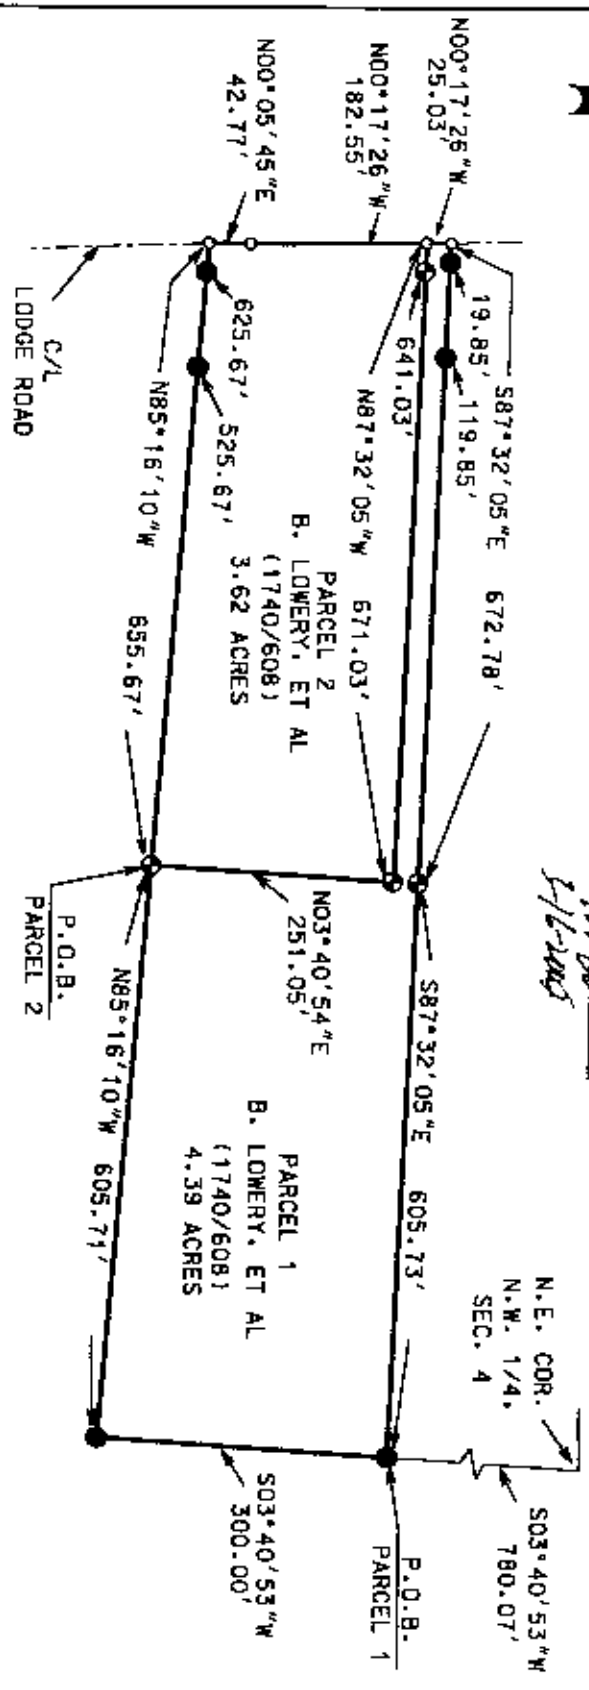 N00°17'26"W
25.03'
N00°17'26"W
182.55'
N00°05'45"E
42.77'
S87°32'05"E 672.78'
19.85'
119.85'
641.03'
N87°32'05"W 671.03'
625.67'
525.67'
N85°16'10"W 655.67'
C/L
LODGE ROAD
PARCEL 2
B. LOWERY, ET AL
(1740/608)
3.62 ACRES
N03°40'54"E
251.05'
P.O.B.
PARCEL 2
S87°32'05"E 605.73'
N85°16'10"W 605.71'
PARCEL 1
B. LOWERY, ET AL
(1740/608)
4.39 ACRES
N.E. COR.
N.W. 1/4,
SEC. 4
S03°40'53"W
780.07'
P.O.B.
PARCEL 1
S03°40'53"W
300.00'